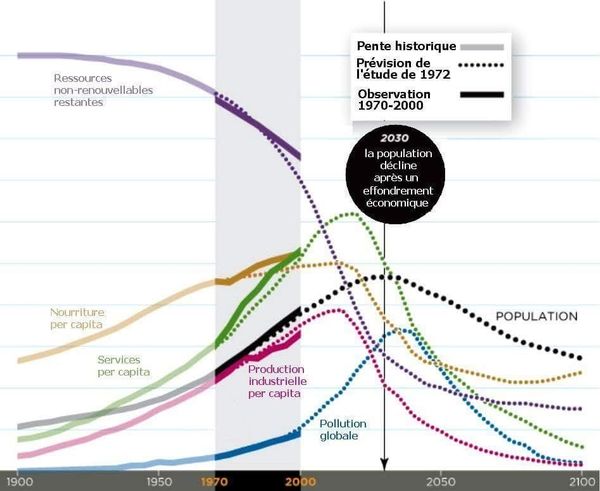 Pente historique
Prévision de
l'étude de 1972
Observation
1970-2000
Ressources
non-renouvellables
restantes
2030
la population
décline
après un
effondrement
économique
Nourriture
per capita
Services
per capita
Production
industrielle
per capita
POPULATION
Pollution
globale
1900
1950
1970
2000
2050
2100